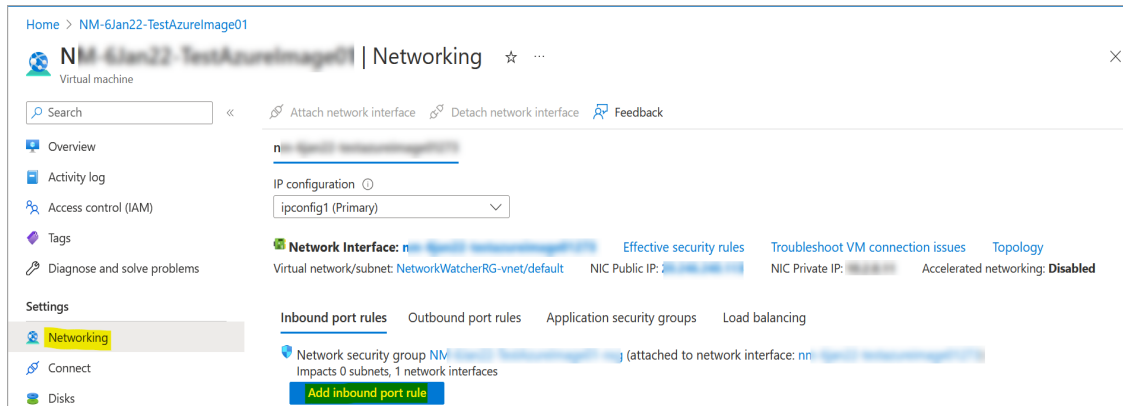 Home > NM-6Jan22-TestAzureImage01
NM-6Jan22-TestAzureImage01 | Networking
Virtual machine
Search
Attach network interface Detach network interface Feedback
Overview
Activity log
Access control (IAM)
Tags
Diagnose and solve problems
Settings
Networking
Connect
Disks
IP configuration
ipconfig1 (Primary)
Network Interface: Effective security rules Troubleshoot VM connection issues Topology
Virtual network/subnet: NetworkWatcherRG-vnet/default NIC Public IP: NIC Private IP: Accelerated networking: Disabled
Inbound port rules Outbound port rules Application security groups Load balancing
Network security group (attached to network interface:
Impacts 0 subnets, 1 network interfaces
Add inbound port rule